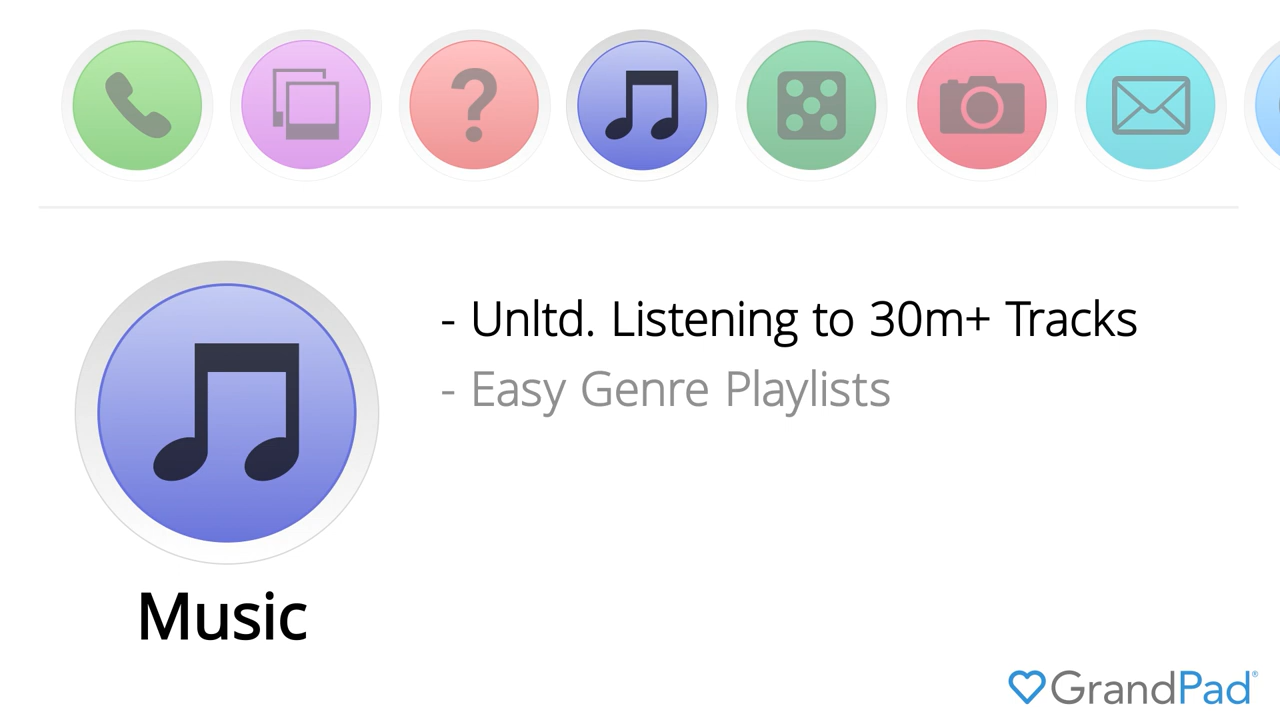 ?
- Unltd. Listening to 30m+ Tracks
- Easy Genre Playlists
Music
GrandPad®